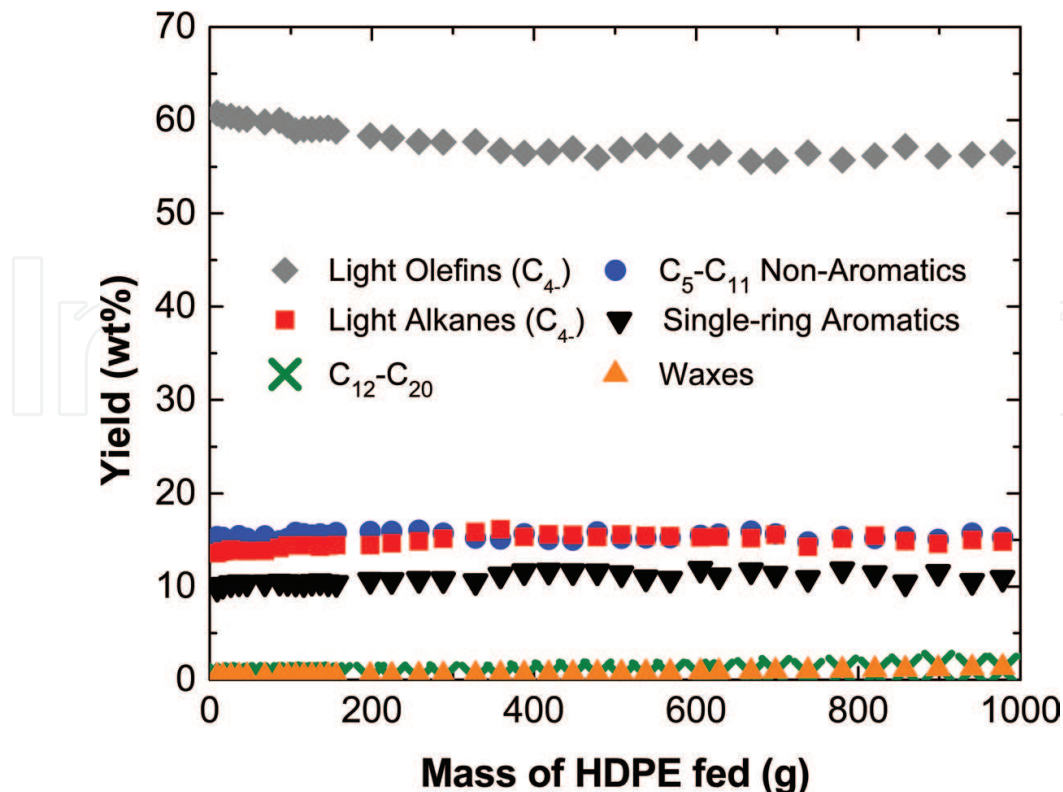 70
60
50
40
30
20
10
0
Yield (wt%)
Light Olefins (C₄₋)
C₅-C₁₁ Non-Aromatics
Light Alkanes (C₄₋)
Single-ring Aromatics
C₁₂-C₂₀
Waxes
0 200 400 600 800 1000
Mass of HDPE fed (g)